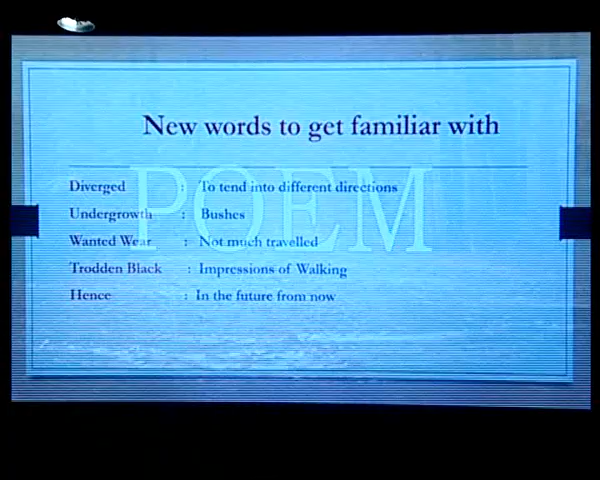 New words to get familiar with
POEM
Diverged : To tend into different directions
Undergrowth : Bushes
Wanted Wear : Not much travelled
Trodden Black : Impressions of Walking
Hence : In the future from now